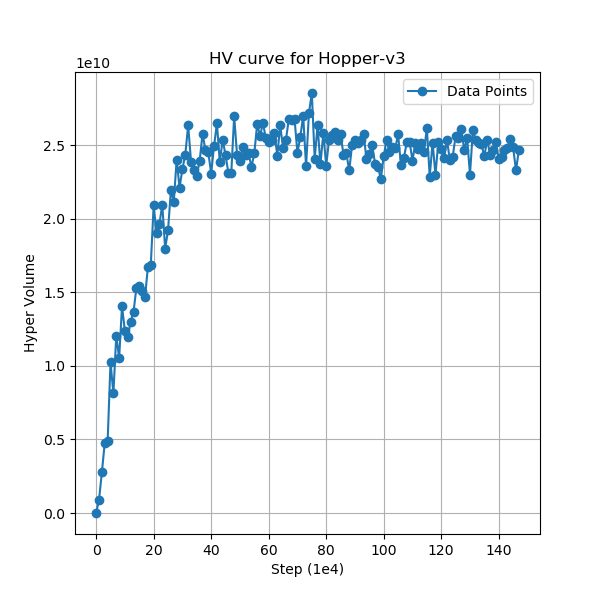 HV curve for Hopper-v3
1e10
Data Points
2.5
2.0
1.5
1.0
0.5
0.0
Hyper Volume
0 20 40 60 80 100 120 140
Step (1e4)